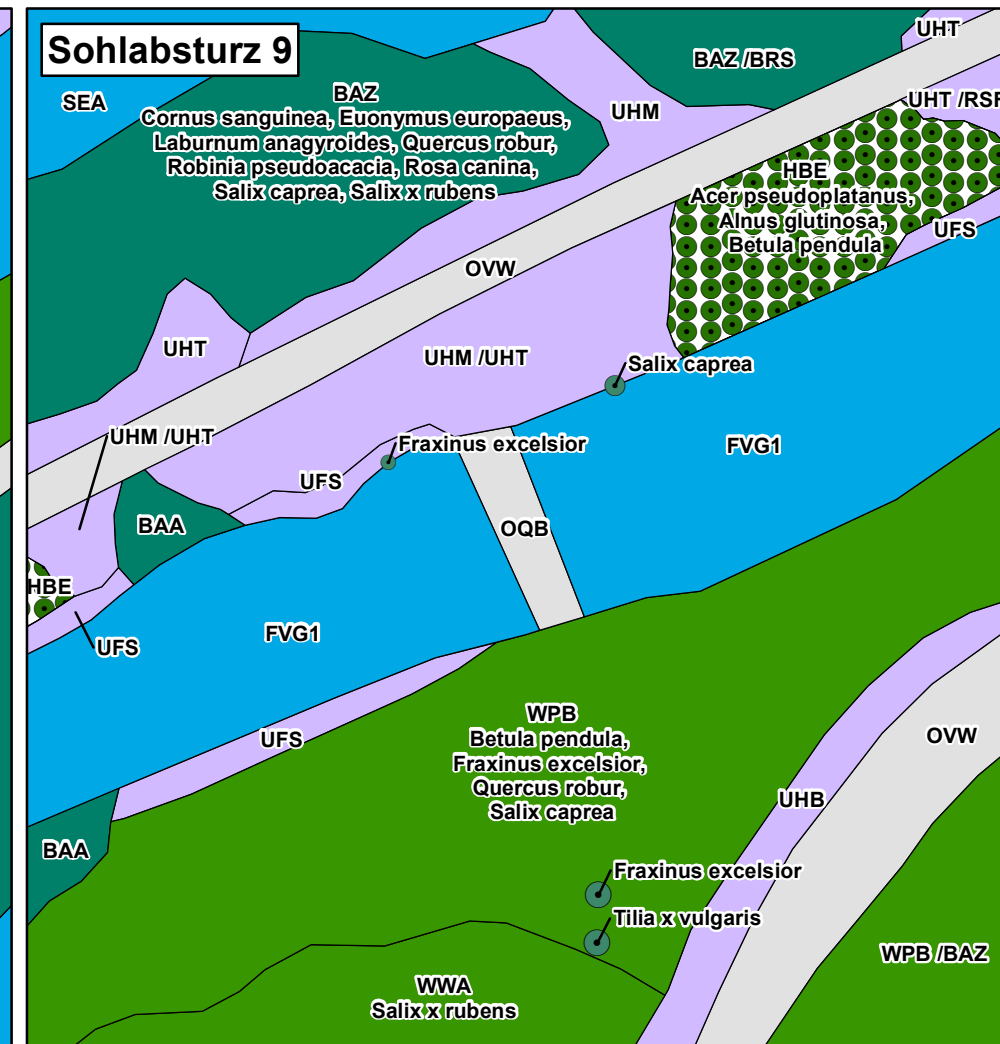 Sohlabsturz 9
UHT
BAZ /BRS
SEA
BAZ
Cornus sanguinea, Euonymus europaeus,
Laburnum anagyroides, Quercus robur,
Robinia pseudoacacia, Rosa canina,
Salix caprea, Salix x rubens
UHM
UHT /RSF
HBE
Acer pseudoplatanus,
Alnus glutinosa,
Betula pendula
UFS
OVW
UHT
UHM /UHT
Salix caprea
UHM /UHT
Fraxinus excelsior
FVG1
UFS
BAA
OQB
HBE
UFS
FVG1
UFS
WPB
Betula pendula,
Fraxinus excelsior,
Quercus robur,
Salix caprea
OVW
UHB
BAA
Fraxinus excelsior
Tilia x vulgaris
WPB /BAZ
WWA
Salix x rubens